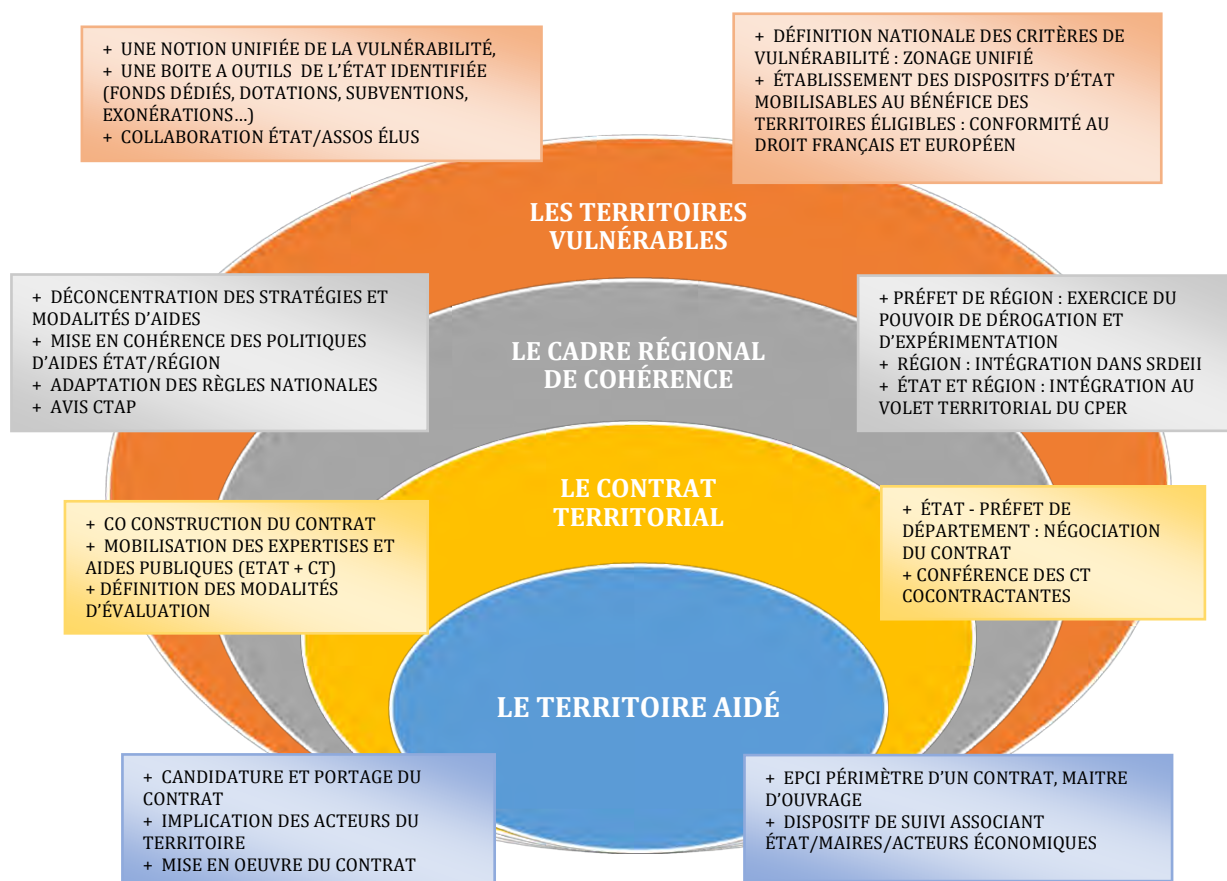 + UNE NOTION UNIFIÉE DE LA VULNÉRABILITÉ,
+ UNE BOITE A OUTILS DE L'ÉTAT IDENTIFIÉE
(FONDS DÉDIÉS, DOTATIONS, SUBVENTIONS,
EXONÉRATIONS...)
+ COLLABORATION ÉTAT/ASSOS ÉLUS
+ DÉFINITION NATIONALE DES CRITÈRES DE
VULNÉRABILITÉ : ZONAGE UNIFIÉ
+ ÉTABLISSEMENT DES DISPOSITFS D'ÉTAT
MOBILISABLES AU BÉNÉFICE DES
TERRITOIRES ÉLIGIBLES : CONFORMITÉ AU
DROIT FRANÇAIS ET EUROPÉEN
LES TERRITOIRES
VULNÉRABLES
+ DÉCONCENTRATION DES STRATÉGIES ET
MODALITÉS D'AIDES
+ MISE EN COHÉRENCE DES POLITIQUES
D'AIDES ÉTAT/RÉGION
+ ADAPTATION DES RÈGLES NATIONALES
+ AVIS CTAP
LE CADRE RÉGIONAL
DE COHÉRENCE
+ PRÉFET DE RÉGION : EXERCICE DU
POUVOIR DE DÉROGATION ET
D'EXPÉRIMENTATION
+ RÉGION : INTÉGRATION DANS SRDEII
+ ÉTAT ET RÉGION : INTÉGRATION AU
VOLET TERRITORIAL DU CPER
LE CONTRAT
TERRITORIAL
+ CO CONSTRUCTION DU CONTRAT
+ MOBILISATION DES EXPERTISES ET
AIDES PUBLIQUES (ETAT + CT)
+ DÉFINITION DES MODALITÉS
D'ÉVALUATION
+ ÉTAT - PRÉFET DE
DÉPARTEMENT : NÉGOCIATION
DU CONTRAT
+ CONFÉRENCE DES CT
COCONTRACTANTES
LE TERRITOIRE AIDÉ
+ CANDIDATURE ET PORTAGE DU
CONTRAT
+ IMPLICATION DES ACTEURS DU
TERRITOIRE
+ MISE EN OEUVRE DU CONTRAT
+ EPCI PÉRIMÈTRE D'UN CONTRAT, MAITRE
D'OUVRAGE
+ DISPOSITF DE SUIVI ASSOCIANT
ÉTAT/MAIRES/ACTEURS ÉCONOMIQUES